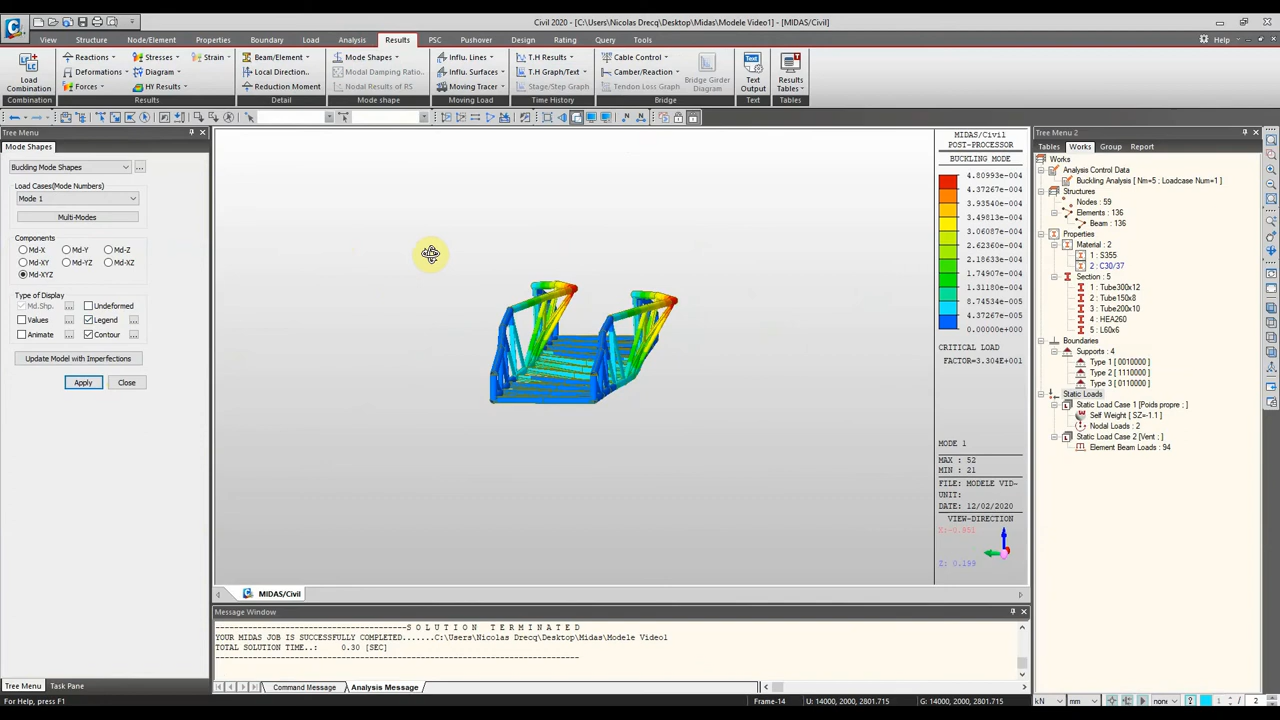 Civil 2020 - [C:\Users\Nicolas Drecq\Desktop\Midas\Modele Video1] - [MIDAS/Civil]
View Structure Node/Element Properties Boundary Load Analysis Results PSC Pushover Design Rating Query Tools Help
Load Combination
Reactions
Deformations
Forces
Stresses
Diagram
HY Results
Strain
Beam/Element
Local Direction..
Reduction Moment
Mode Shapes
Modal Damping Ratio..
Nodal Results of RS
Influ. Lines
Influ. Surfaces
Moving Tracer
T.H Results
T.H Graph/Text
Stage/Step Graph
Cable Control
Camber/Reaction
Tendon Loss Graph
Bridge Girder Diagram
Text Output
Results Tables
Combination Results Detail Mode shape Moving Load Time History Bridge Text Tables
Tree Menu
Mode Shapes
Buckling Mode Shapes
...
Load Cases(Mode Numbers)
Mode 1
Multi-Modes
Components
Md-X Md-Y Md-Z
Md-XY Md-YZ Md-XZ
Md-XYZ
Type of Display
Md.Shp. Undeformed
Values Legend
Animate Contour
Update Model with Imperfections
Apply Close
Tree Menu Task Pane
MIDAS/Civil
POST-PROCESSOR
BUCKLING MODE
4.80993e-004
4.37267e-004
3.93540e-004
3.49813e-004
3.06087e-004
2.62360e-004
2.18633e-004
1.74907e-004
1.31180e-004
8.74534e-005
4.37267e-005
0.00000e+000
CRITICAL LOAD
FACTOR=3.304E+001
MODE 1
MAX : 52
MIN : 21
FILE: MODELE VID~
UNIT:
DATE: 12/02/2020
VIEW-DIRECTION
X:-0.851
Z: 0.199
MIDAS/Civil
Message Window
SOLUTION TERMINATED
YOUR MIDAS JOB IS SUCCESSFULLY COMPLETED.......C:\Users\Nicolas Drecq\Desktop\Midas\Modele Video1
TOTAL SOLUTION TIME..: 0.30 [SEC]
Command Message Analysis Message
Tree Menu 2
Tables Works Group Report
Works
Analysis Control Data
Buckling Analysis [ Nm=5 ; Loadcase Num=1 ]
Structures
Nodes : 59
Elements : 136
Beam : 136
Properties
Material : 2
1 : S355
2 : C30/37
Section : 5
1 : Tube300x12
2 : Tube150x8
3 : Tube200x10
4 : HEA260
5 : L60x6
Boundaries
Supports : 4
Type 1 [ 0010000 ]
Type 2 [ 1110000 ]
Type 3 [ 0110000 ]
Static Loads
Static Load Case 1 [Poids propre ; ]
Self Weight [ SZ=-1.1 ]
Nodal Loads : 2
Static Load Case 2 [Vent ; ]
Element Beam Loads : 94
For Help, press F1
Frame-14 U: 14000, 2000, 2801.715 G: 14000, 2000, 2801.715 kN mm none 1 / 2